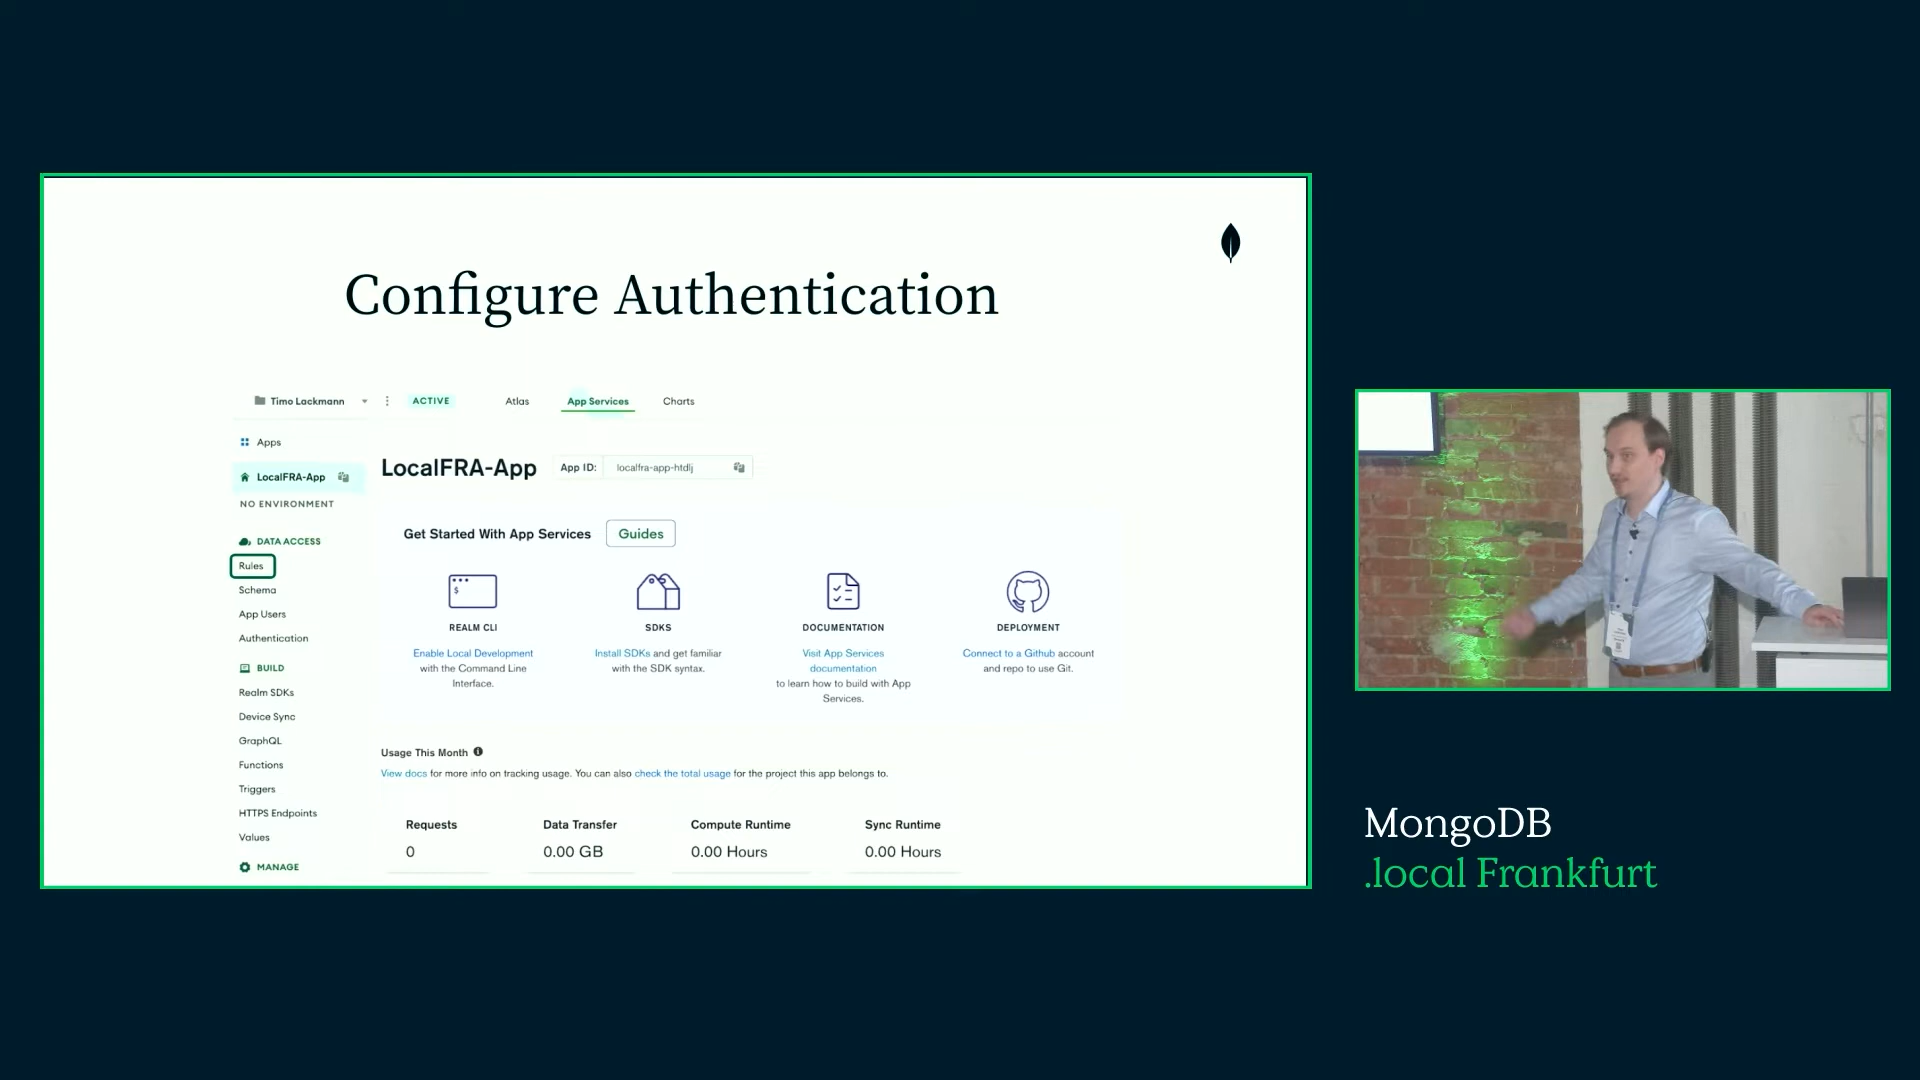 Configure Authentication
Timo Lackmann
ACTIVE
Atlas
App Services
Charts
Apps
LocalFRA-App
NO ENVIRONMENT
DATA ACCESS
Rules
Schema
App Users
Authentication
BUILD
Realm SDKs
Device Sync
GraphQL
Functions
Triggers
HTTPS Endpoints
Values
MANAGE
LocalFRA-App
App ID:
localfra-app-htdlj
Get Started With App Services
Guides
REALM CLI
Enable Local Development
with the Command Line
Interface.
SDKS
Install SDKs and get familiar
with the SDK syntax.
DOCUMENTATION
Visit App Services
documentation
to learn how to build with App
Services.
DEPLOYMENT
Connect to a Github account
and repo to use Git.
Usage This Month
View docs for more info on tracking usage. You can also check the total usage for the project this app belongs to.
Requests
0
Data Transfer
0.00 GB
Compute Runtime
0.00 Hours
Sync Runtime
0.00 Hours
MongoDB
.local Frankfurt